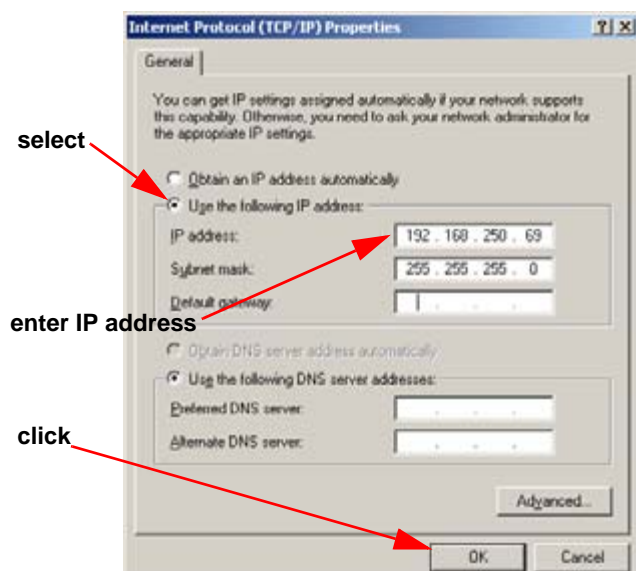 Internet Protocol (TCP/IP) Properties
General
You can get IP settings assigned automatically if your network supports
this capability. Otherwise, you need to ask your network administrator for
the appropriate IP settings.
select
Obtain an IP address automatically
Use the following IP address:
IP address: 192 . 168 . 250 . 69
Subnet mask: 255 . 255 . 255 . 0
Default gateway: . . .
enter IP address
Obtain DNS server address automatically
Use the following DNS server addresses:
Preferred DNS server: . . .
click
Alternate DNS server: . . .
Advanced...
OK Cancel